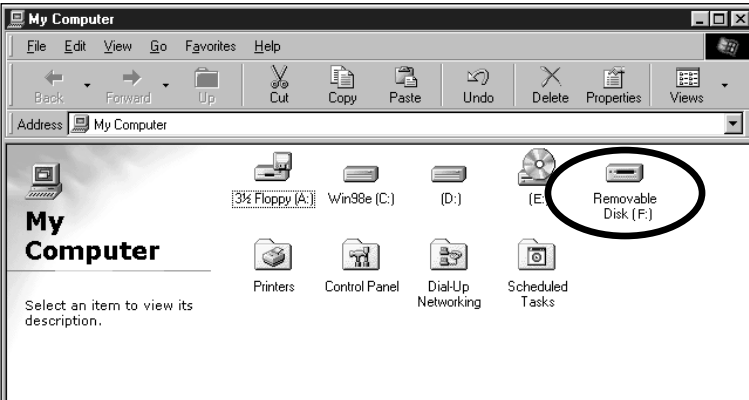 My Computer
File Edit View Go Favorites Help
Back Forward Up Cut Copy Paste Undo Delete Properties Views
Address My Computer
3½ Floppy (A:) Win98e (C:) (D:) (E: Removable
Disk (F:)
My
Computer
Printers Control Panel Dial-Up Scheduled
Networking Tasks
Select an item to view its
description.